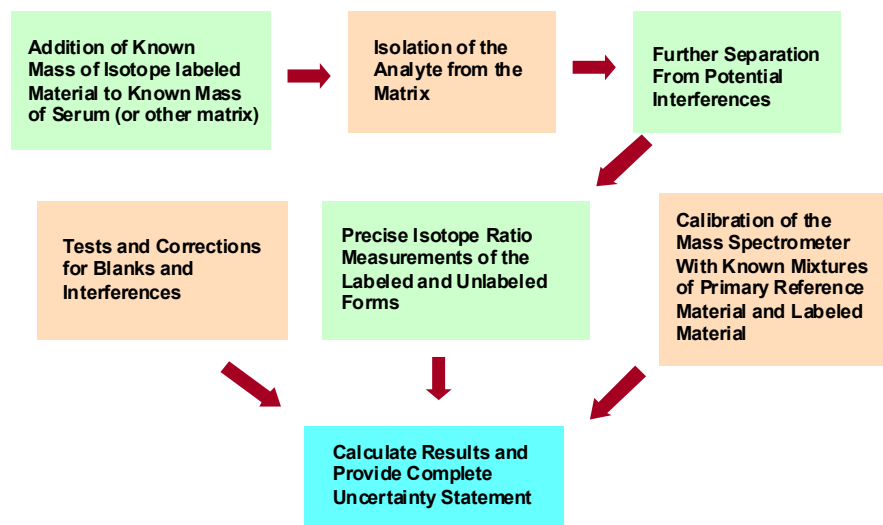 Addition of Known
Mass of Isotope labeled
Material to Known Mass
of Serum (or other matrix)
Isolation of the
Analyte from the
Matrix
Further Separation
From Potential
Interferences
Tests and Corrections
for Blanks and
Interferences
Precise Isotope Ratio
Measurements of the
Labeled and Unlabeled
Forms
Calibration of the
Mass Spectrometer
With Known Mixtures
of Primary Reference
Material and Labeled
Material
Calculate Results and
Provide Complete
Uncertainty Statement